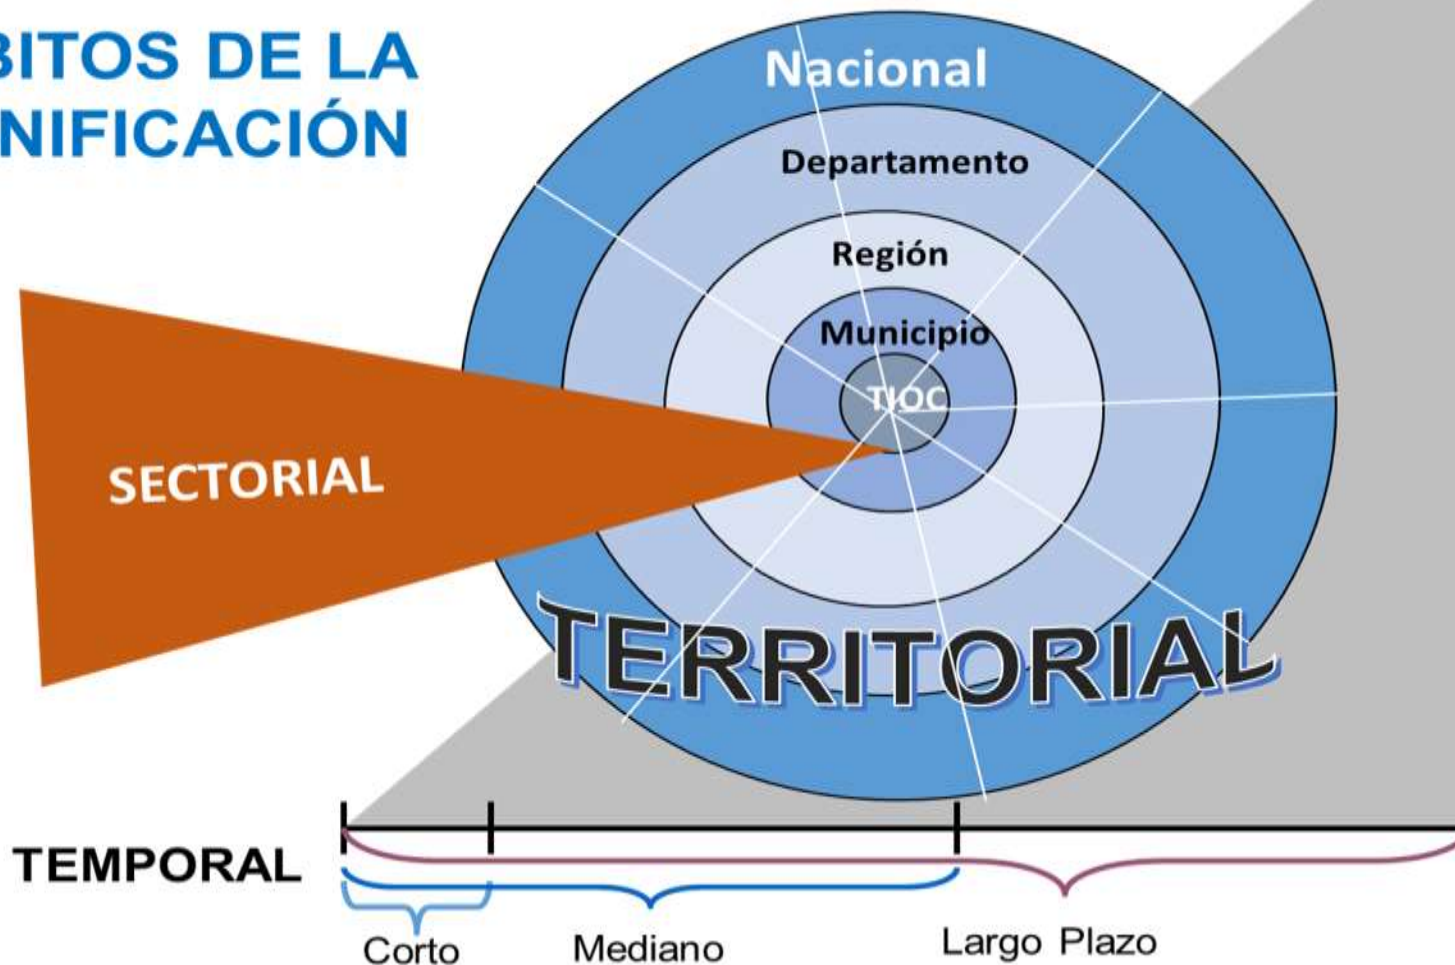 BITOS DE LA
NIFICACIÓN
Nacional
Departamento
Región
Municipio
TIOC
SECTORIAL
TERRITORIAL
TEMPORAL
Corto
Mediano
Largo Plazo